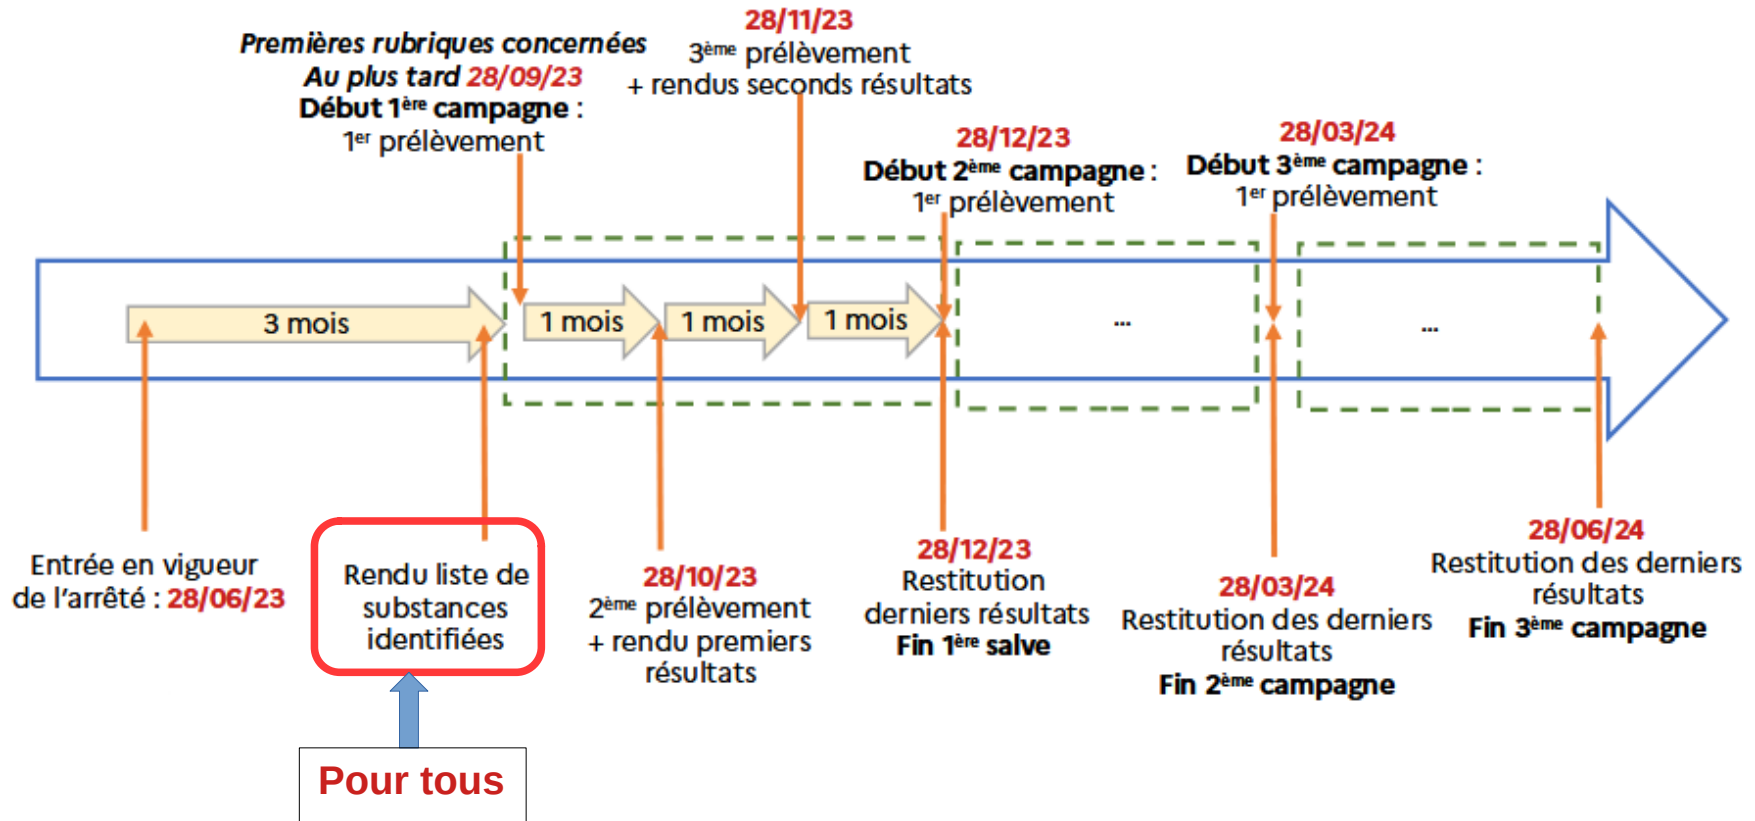 Premières rubriques concernées
Au plus tard 28/09/23
Début 1ère campagne :
1er prélèvement
28/11/23
3ème prélèvement
+ rendus seconds résultats
28/12/23
Début 2ème campagne :
1er prélèvement
28/03/24
Début 3ème campagne :
1er prélèvement
3 mois
1 mois
1 mois
1 mois
...
...
Entrée en vigueur
de l'arrêté : 28/06/23
Rendu liste de
substances
identifiées
28/10/23
2ème prélèvement
+ rendu premiers
résultats
28/12/23
Restitution
derniers résultats
Fin 1ère salve
28/03/24
Restitution des derniers
résultats
Fin 2ème campagne
28/06/24
Restitution des derniers
résultats
Fin 3ème campagne
Pour tous